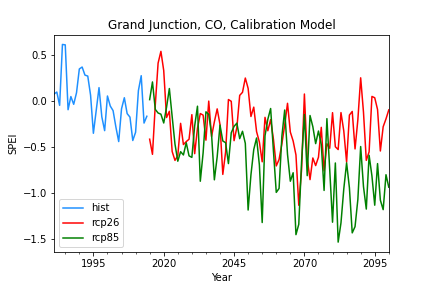 Grand Junction, CO, Calibration Model
0.5
0.0
−0.5
−1.0
−1.5
SPEI
hist
rcp26
rcp85
1995 2020 2045 2070 2095
Year